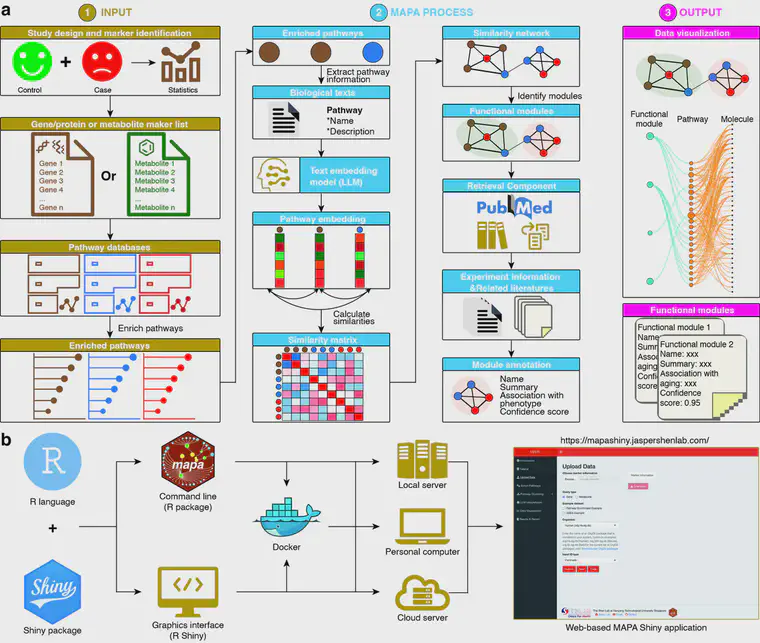 a
1 INPUT
Study design and marker identification
Control
Case
Statistics
Gene/protein or metabolite maker list
Gene 1
Gene 2
Gene 3
Gene 4
...
Gene n
Or
Metabolite 1
Metabolite 2
Metabolite 3
Metabolite 4
...
Metabolite n
Pathway databases
Enrich pathways
Enriched pathways
2 MAPA PROCESS
Enriched pathways
Extract pathway
information
Biological texts
Pathway
*Name
*Description
Text embedding
model (LLM)
Pathway embedding
Calculate
similarities
Similarity matrix
Similarity network
Identify modules
Functional modules
Retrieval Component
PubMed
Experiment information
&Related literatures
Module annotation
Name
Summary
Association with
phenotype
Confidence score
3 OUTPUT
Data visualization
Functional
module
Pathway
Molecule
Functional modules
Functional module 1
Name: xxx
Summ
Assoc
aging:
Confid
score:
Functional module 2
Name: xxx
Summary: xxx
Association with
aging: xxx
Confidence
score: 0.95
b
R
R language
+
Shiny
Shiny package
mapa
Command line
(R package)
Graphics interface
(R Shiny)
Docker
Local server
Personal computer
Cloud server
https://mapashiny.jaspershenlab.com/
Upload Data
Web-based MAPA Shiny application